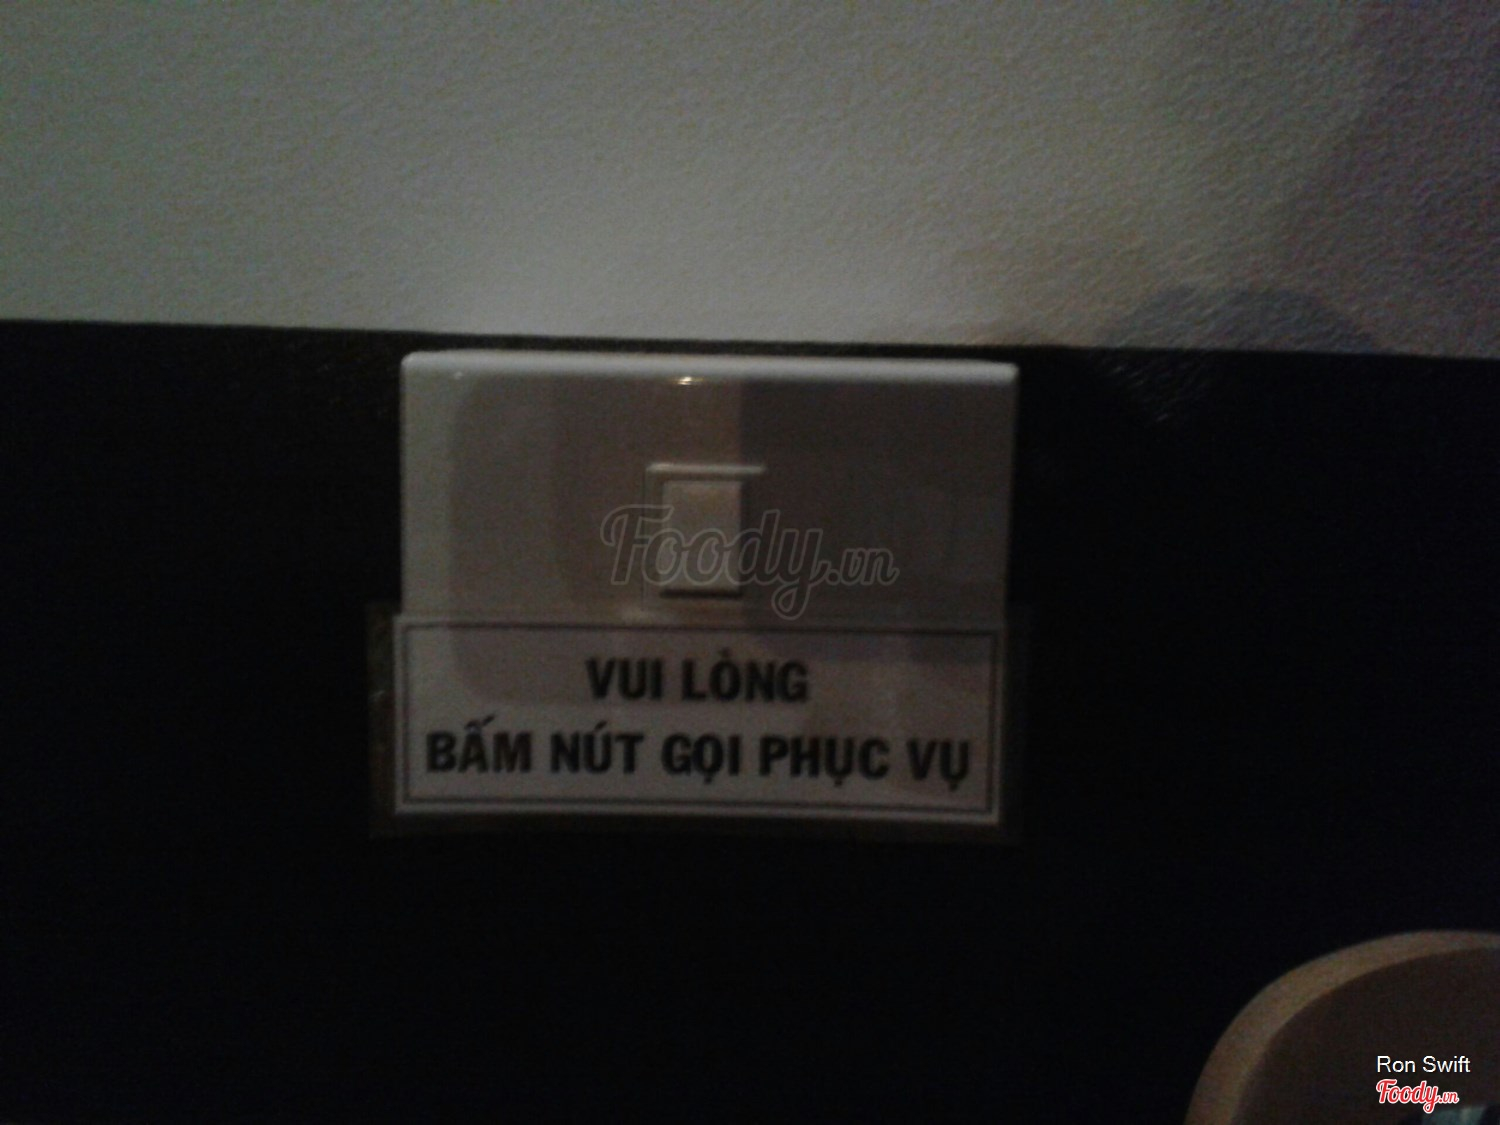 Foody.vn
VUI LÒNG
BẤM NÚT GỌI PHỤC VỤ
Ron Swift
Foody.vn